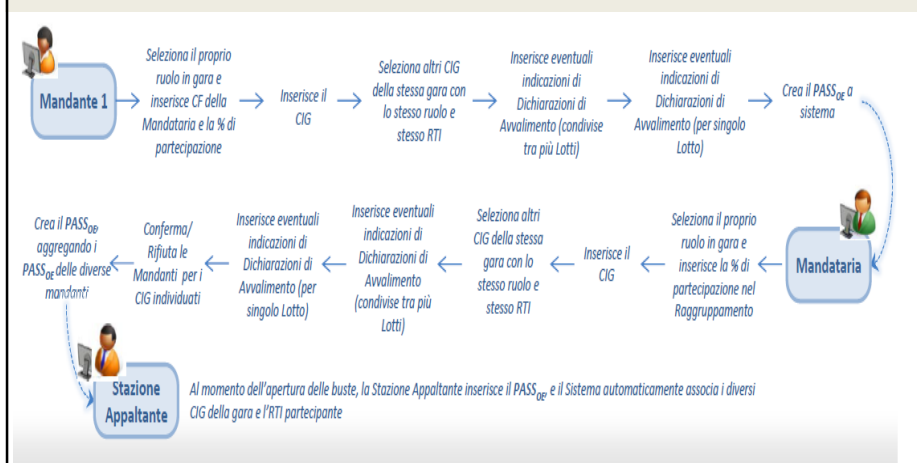 Mandante 1
Seleziona il proprio
ruolo in gara e
inserisce CF della
Mandataria e la % di
partecipazione
Inserisce il
CIG
Seleziona altri CIG
della stessa gara con
lo stesso ruolo e
stesso RTI
Inserisce eventuali
indicazioni di
Dichiarazioni di
Avvalimento (condivise
tra più Lotti)
Inserisce eventuali
indicazioni di
Dichiarazioni di
Avvalimento (per singolo
Lotto)
Crea il PASSOE a
sistema
Mandataria
Seleziona il proprio
ruolo in gara e
inserisce la % di
partecipazione nel
Raggruppamento
Inserisce il
CIG
Seleziona altri
CIG della stessa
gara con lo
stesso ruolo e
stesso RTI
Inserisce eventuali
indicazioni di
Dichiarazioni di
Avvalimento
(condivise tra più
Lotti)
Inserisce eventuali
indicazioni di
Dichiarazioni di
Avvalimento (per
singolo Lotto)
Conferma/
Rifiuta le
Mandanti per i
CIG individuati
Crea il PASSOE,
aggregando i
PASSOE delle diverse
mandanti
Stazione
Appaltante
Al momento dell'apertura delle buste, la Stazione Appaltante inserisce il PASSOE, e il Sistema automaticamente associa i diversi
CIG della gara e l'RTI partecipante